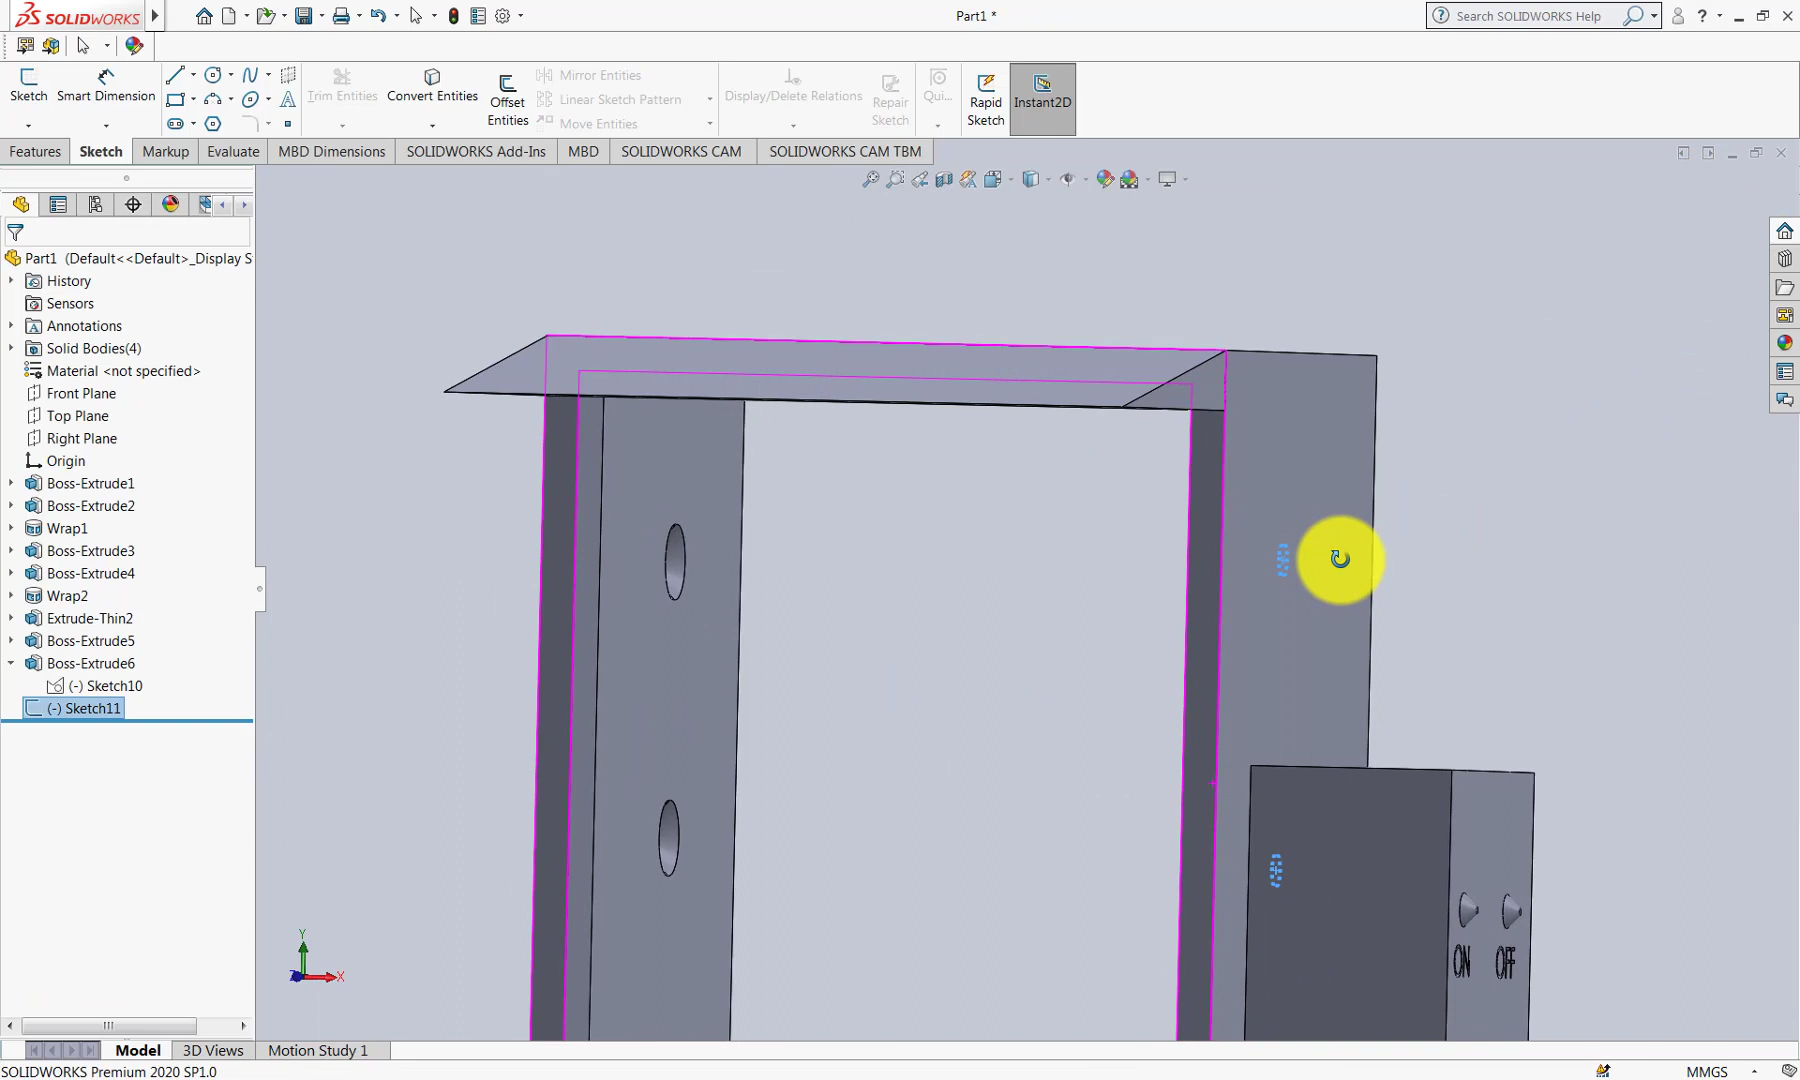 SOLIDWORKS
Part1 *
Search SOLIDWORKS Help
Sketch
Smart Dimension
Trim Entities
Convert Entities
Offset Entities
Mirror Entities
Linear Sketch Pattern
Move Entities
Display/Delete Relations
Repair Sketch
Qui...
Rapid Sketch
Instant2D
Features
Sketch
Markup
Evaluate
MBD Dimensions
SOLIDWORKS Add-Ins
MBD
SOLIDWORKS CAM
SOLIDWORKS CAM TBM
Part1 (Default<<Default>_Display S
History
Sensors
Annotations
Solid Bodies(4)
Material <not specified>
Front Plane
Top Plane
Right Plane
Origin
Boss-Extrude1
Boss-Extrude2
Wrap1
Boss-Extrude3
Boss-Extrude4
Wrap2
Extrude-Thin2
Boss-Extrude5
Boss-Extrude6
(-) Sketch10
(-) Sketch11
ON OFF
Y
Z
X
Model
3D Views
Motion Study 1
SOLIDWORKS Premium 2020 SP1.0
MMGS